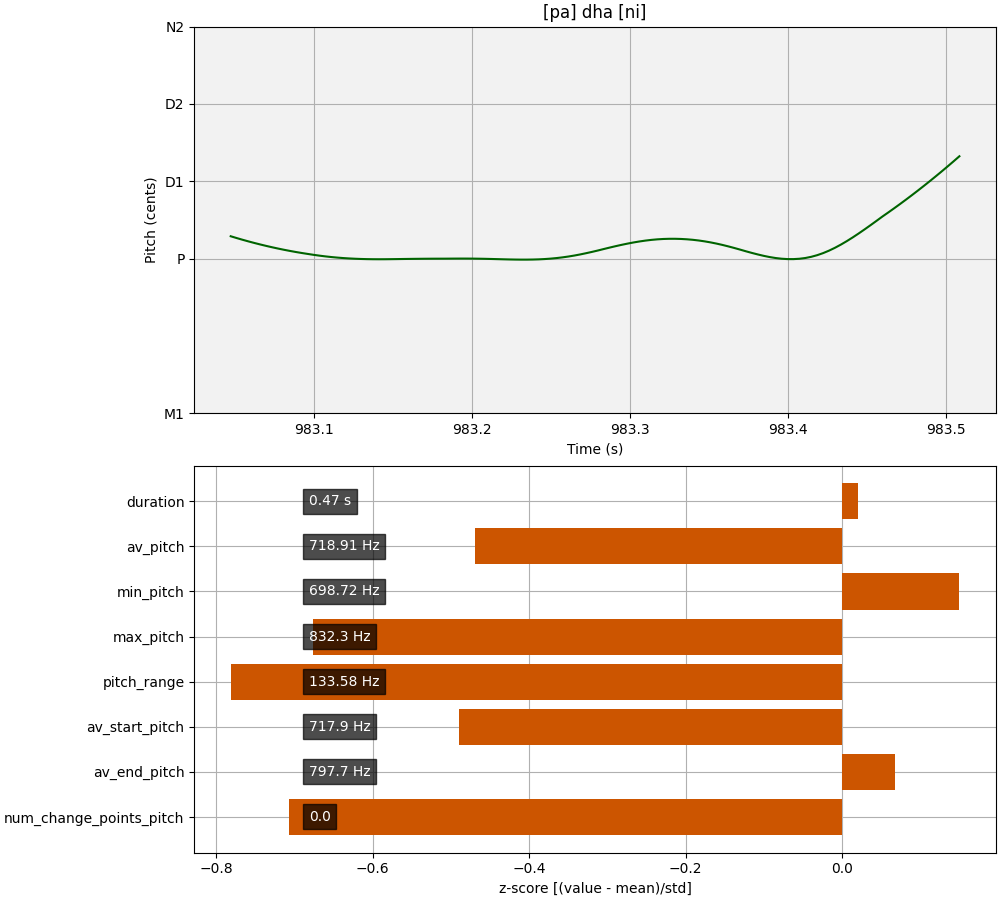 [pa] dha [ni]
N2
D2
D1
P
M1
Pitch (cents)
983.1 983.2 983.3 983.4 983.5
Time (s)
duration 0.47 s
av_pitch 718.91 Hz
min_pitch 698.72 Hz
max_pitch 832.3 Hz
pitch_range 133.58 Hz
av_start_pitch 717.9 Hz
av_end_pitch 797.7 Hz
num_change_points_pitch 0.0
−0.8 −0.6 −0.4 −0.2 0.0
z-score [(value - mean)/std]